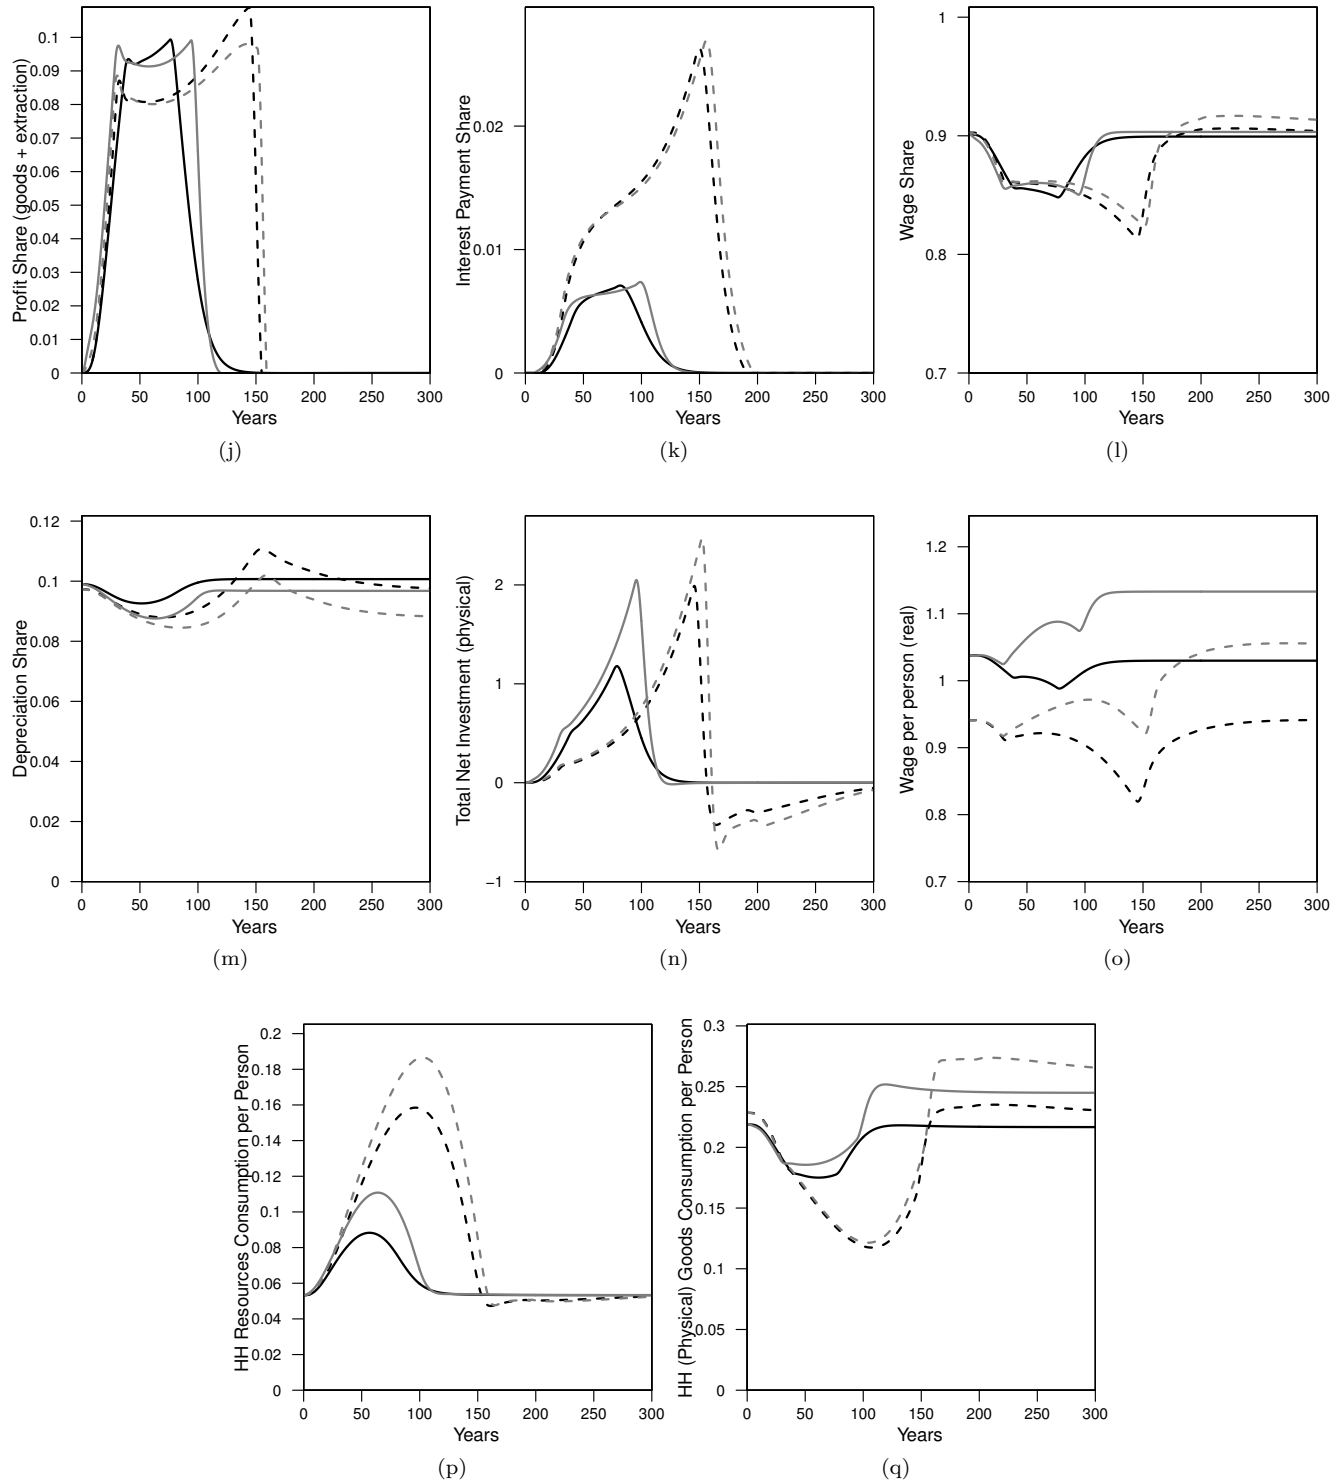 Profit Share (goods + extraction)
0.1
0.09
0.08
0.07
0.06
0.05
0.04
0.03
0.02
0.01
0
0 50 100 150 200 250 300
Years
(j)
Interest Payment Share
0.02
0.01
0
0 50 100 150 200 250 300
Years
(k)
Wage Share
1
0.9
0.8
0.7
0 50 100 150 200 250 300
Years
(l)
Depreciation Share
0.12
0.1
0.08
0.06
0.04
0.02
0
0 50 100 150 200 250 300
Years
(m)
Total Net Investment (physical)
2
1
0
−1
0 50 100 150 200 250 300
Years
(n)
Wage per person (real)
1.2
1.1
1
0.9
0.8
0.7
0 50 100 150 200 250 300
Years
(o)
HH Resources Consumption per Person
0.2
0.18
0.16
0.14
0.12
0.1
0.08
0.06
0.04
0.02
0
0 50 100 150 200 250 300
Years
(p)
HH (Physical) Goods Consumption per Person
0.3
0.25
0.2
0.15
0.1
0.05
0
0 50 100 150 200 250 300
Years
(q)